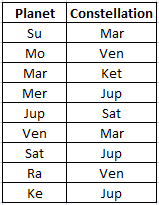 Planet Constellation
Su Mar
Mo Ven
Mar Ket
Mer Jup
Jup Sat
Ven Mar
Sat Jup
Ra Ven
Ke Jup